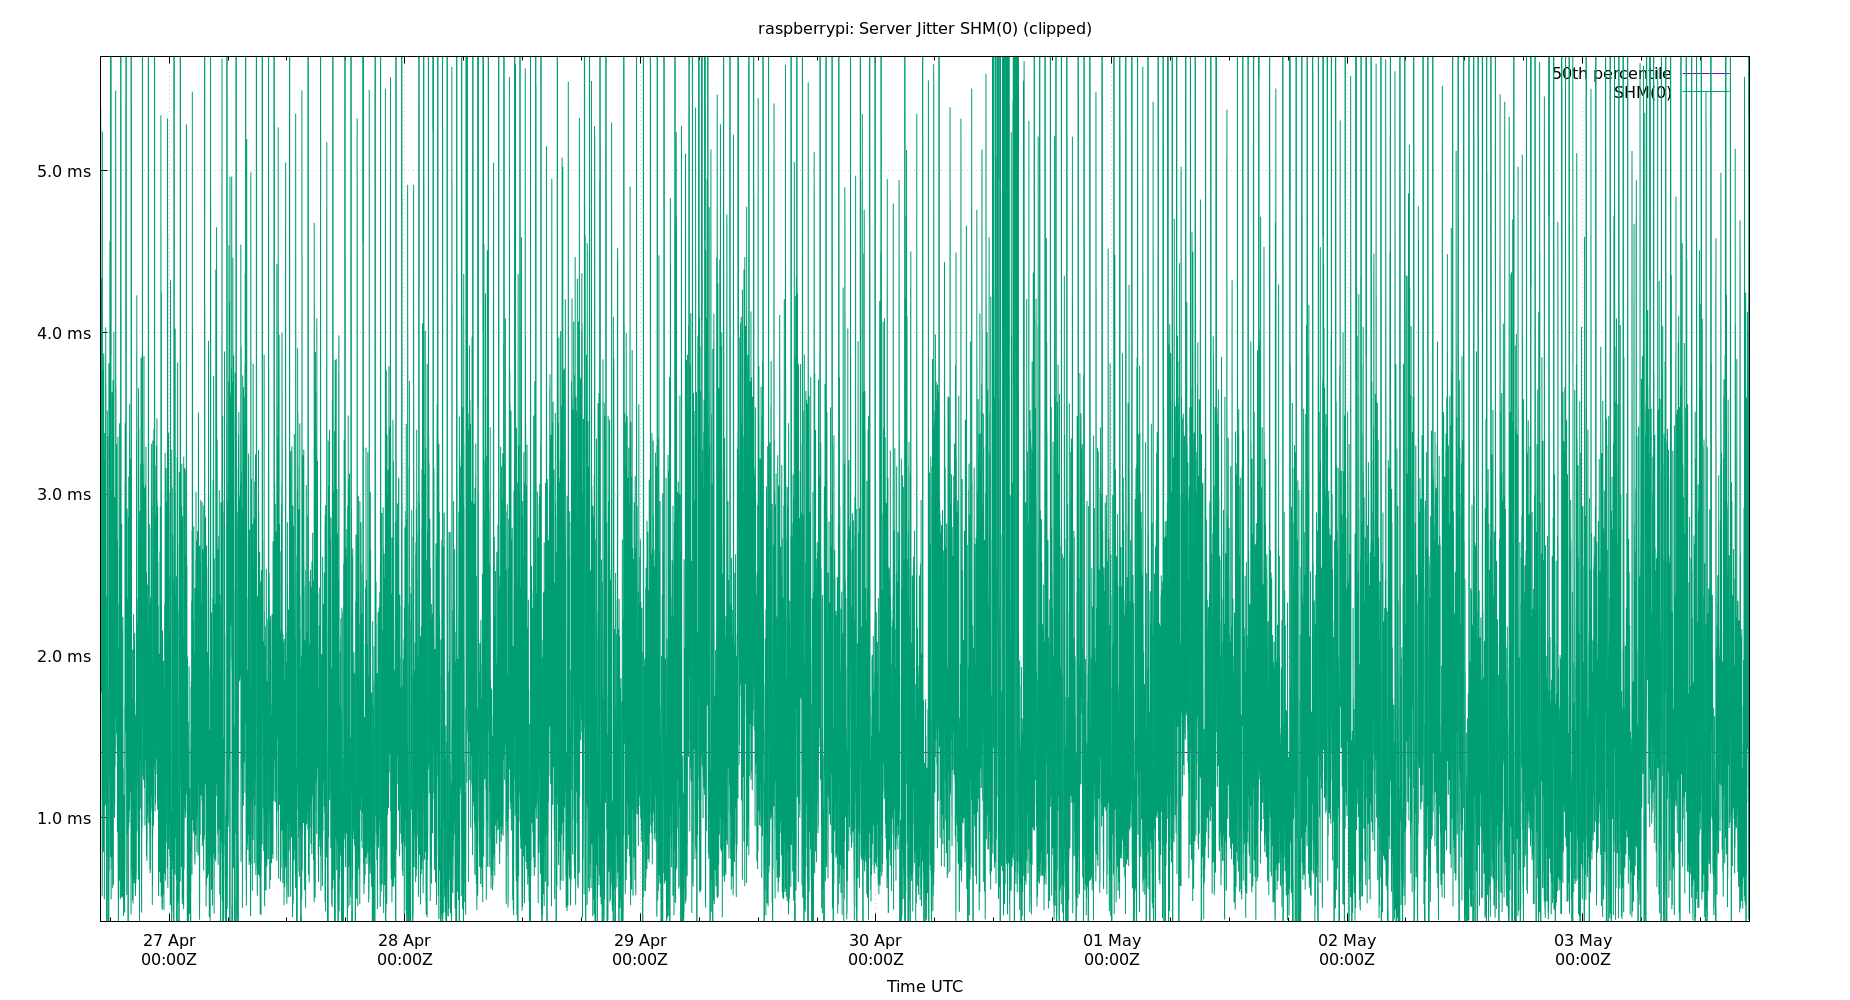 raspberrypi: Server Jitter SHM(0) (clipped)
50th percentile
SHM(0)
5.0 ms
4.0 ms
3.0 ms
2.0 ms
1.0 ms
27 Apr 28 Apr 29 Apr 30 Apr 01 May 02 May 03 May
00:00Z 00:00Z 00:00Z 00:00Z 00:00Z 00:00Z 00:00Z
Time UTC